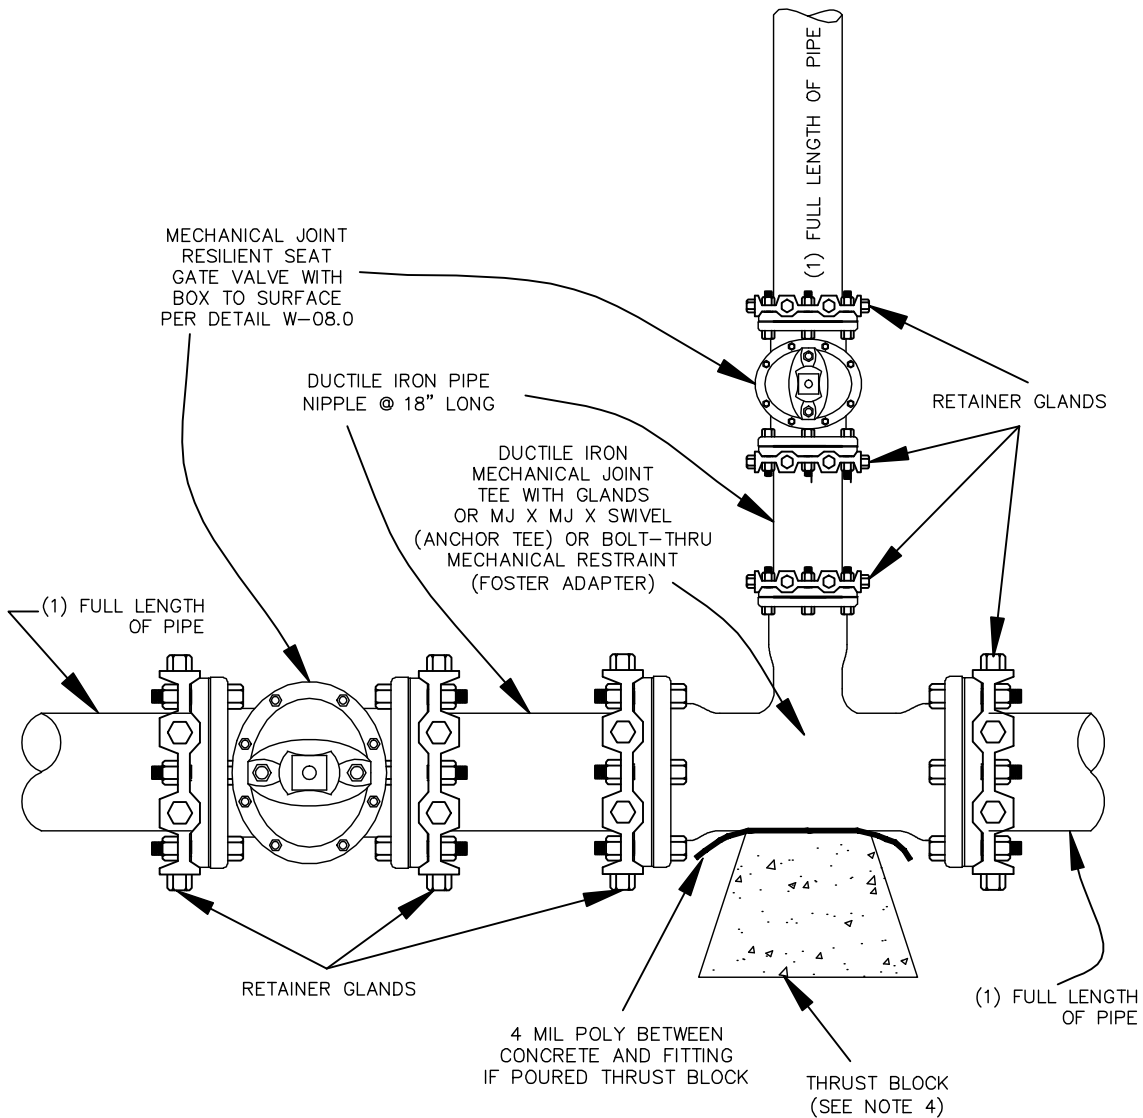 (1) FULL LENGTH OF PIPE
MECHANICAL JOINT
RESILIENT SEAT
GATE VALVE WITH
BOX TO SURFACE
PER DETAIL W-08.0
DUCTILE IRON PIPE
NIPPLE @ 18" LONG
RETAINER GLANDS
DUCTILE IRON
MECHANICAL JOINT
TEE WITH GLANDS
OR MJ X MJ X SWIVEL
(ANCHOR TEE) OR BOLT-THRU
MECHANICAL RESTRAINT
(FOSTER ADAPTER)
(1) FULL LENGTH
OF PIPE
RETAINER GLANDS
(1) FULL LENGTH
OF PIPE
4 MIL POLY BETWEEN
CONCRETE AND FITTING
IF POURED THRUST BLOCK
THRUST BLOCK
(SEE NOTE 4)